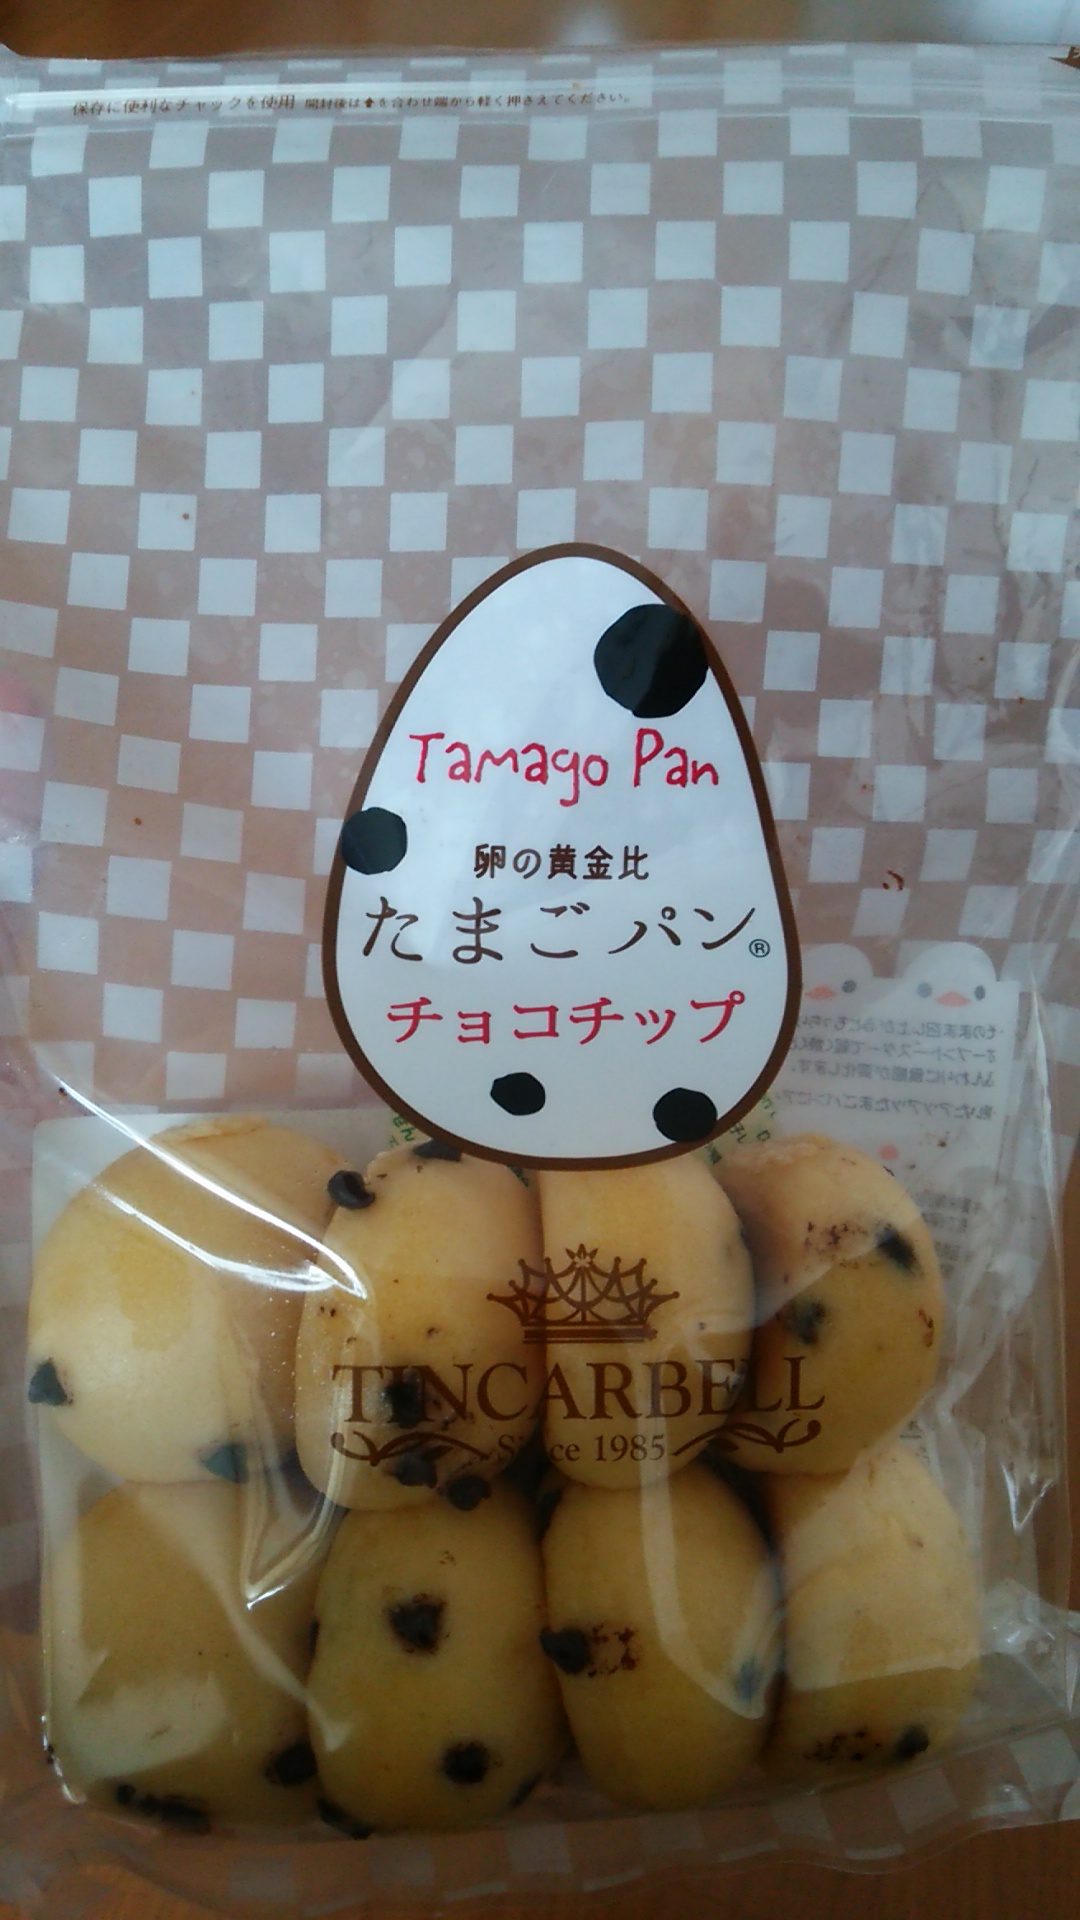 保存に便利なチャックを使用 開封後は⬆を合わせ端から軽く押さえてください。
Tamago Pan
卵の黄金比
たまごパン®
チョコチップ
TINCARBELL
Since 1985